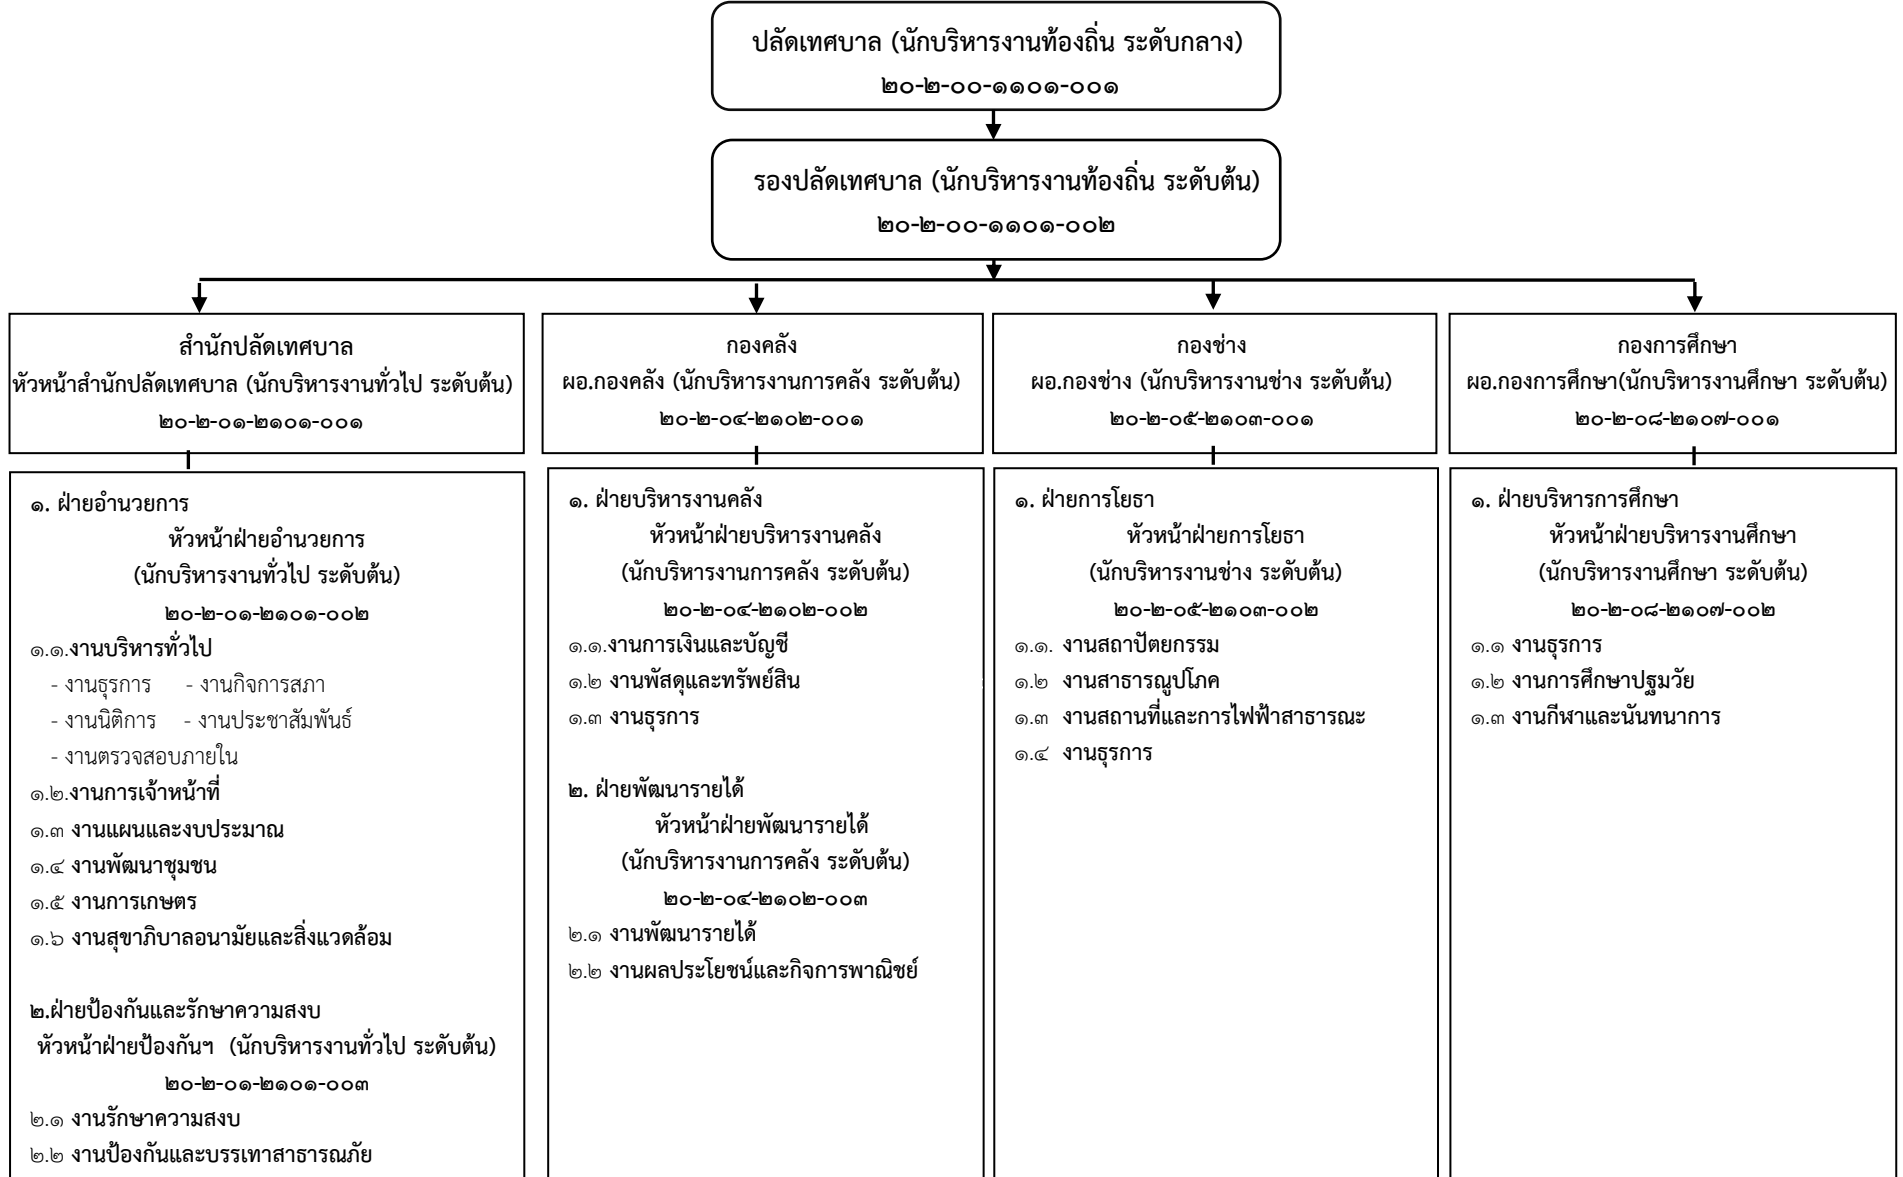 ปลัดเทศบาล (นักบริหารงานท้องถิ่น ระดับกลาง)
๒๐-๒-๐๐-๑๑๐๑-๐๐๑
รองปลัดเทศบาล (นักบริหารงานท้องถิ่น ระดับต้น)
๒๐-๒-๐๐-๑๑๐๑-๐๐๒
สำนักปลัดเทศบาล
หัวหน้าสำนักปลัดเทศบาล (นักบริหารงานทั่วไป ระดับต้น)
๒๐-๒-๐๑-๒๑๐๑-๐๐๑
กองคลัง
ผอ.กองคลัง (นักบริหารงานการคลัง ระดับต้น)
๒๐-๒-๐๔-๒๑๐๒-๐๐๑
กองช่าง
ผอ.กองช่าง (นักบริหารงานช่าง ระดับต้น)
๒๐-๒-๐๕-๒๑๐๓-๐๐๑
กองการศึกษา
ผอ.กองการศึกษา(นักบริหารงานศึกษา ระดับต้น)
๒๐-๒-๐๘-๒๑๐๗-๐๐๑
๑. ฝ่ายอำนวยการ
หัวหน้าฝ่ายอำนวยการ
(นักบริหารงานทั่วไป ระดับต้น)
๒๐-๒-๐๑-๒๑๐๑-๐๐๒
๑.๑.งานบริหารทั่วไป
- งานธุรการ - งานกิจการสภา
- งานนิติการ - งานประชาสัมพันธ์
- งานตรวจสอบภายใน
๑.๒.งานการเจ้าหน้าที่
๑.๓ งานแผนและงบประมาณ
๑.๔ งานพัฒนาชุมชน
๑.๕ งานการเกษตร
๑.๖ งานสุขาภิบาลอนามัยและสิ่งแวดล้อม
๒.ฝ่ายป้องกันและรักษาความสงบ
หัวหน้าฝ่ายป้องกันฯ (นักบริหารงานทั่วไป ระดับต้น)
๒๐-๒-๐๑-๒๑๐๑-๐๐๓
๒.๑ งานรักษาความสงบ
๒.๒ งานป้องกันและบรรเทาสาธารณภัย
๑. ฝ่ายบริหารงานคลัง
หัวหน้าฝ่ายบริหารงานคลัง
(นักบริหารงานการคลัง ระดับต้น)
๒๐-๒-๐๔-๒๑๐๒-๐๐๒
๑.๑.งานการเงินและบัญชี
๑.๒ งานพัสดุและทรัพย์สิน
๑.๓ งานธุรการ
๒. ฝ่ายพัฒนารายได้
หัวหน้าฝ่ายพัฒนารายได้
(นักบริหารงานการคลัง ระดับต้น)
๒๐-๒-๐๔-๒๑๐๒-๐๐๓
๒.๑ งานพัฒนารายได้
๒.๒ งานผลประโยชน์และกิจการพาณิชย์
๑. ฝ่ายการโยธา
หัวหน้าฝ่ายการโยธา
(นักบริหารงานช่าง ระดับต้น)
๒๐-๒-๐๕-๒๑๐๓-๐๐๒
๑.๑. งานสถาปัตยกรรม
๑.๒ งานสาธารณูปโภค
๑.๓ งานสถานที่และการไฟฟ้าสาธารณะ
๑.๔ งานธุรการ
๑. ฝ่ายบริหารการศึกษา
หัวหน้าฝ่ายบริหารงานศึกษา
(นักบริหารงานศึกษา ระดับต้น)
๒๐-๒-๐๘-๒๑๐๗-๐๐๒
๑.๑ งานธุรการ
๑.๒ งานการศึกษาปฐมวัย
๑.๓ งานกีฬาและนันทนาการ